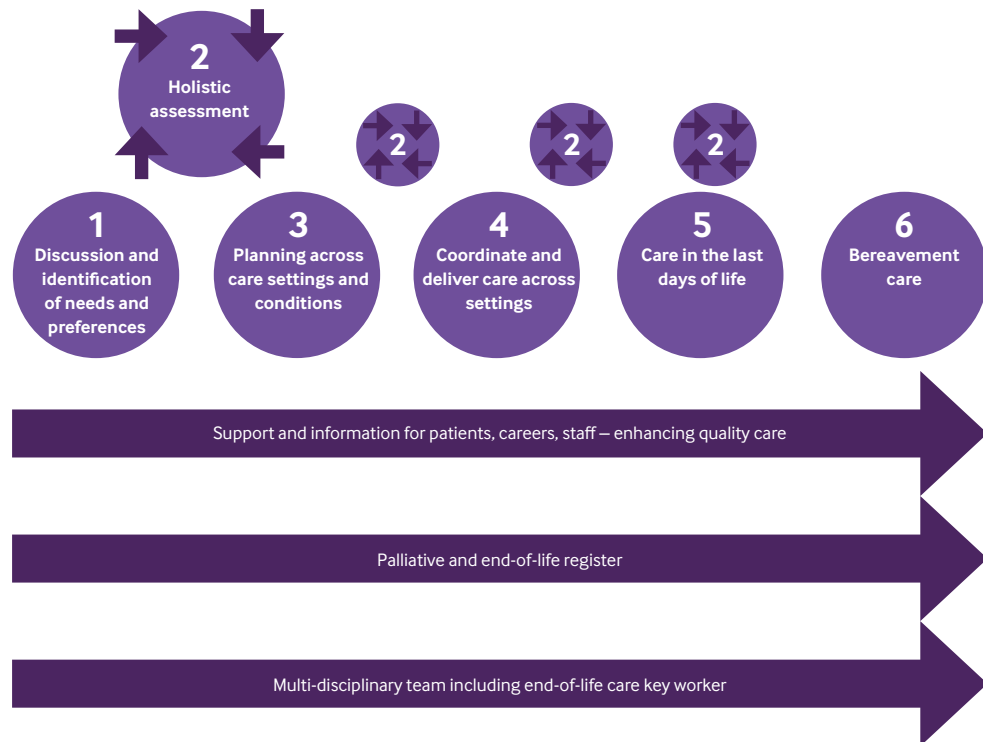 2
Holistic
assessment
2
2
2
1
Discussion and
identification
of needs and
preferences
3
Planning across
care settings and
conditions
4
Coordinate and
deliver care across
settings
5
Care in the last
days of life
6
Bereavement
care
Support and information for patients, careers, staff – enhancing quality care
Palliative and end-of-life register
Multi-disciplinary team including end-of-life care key worker